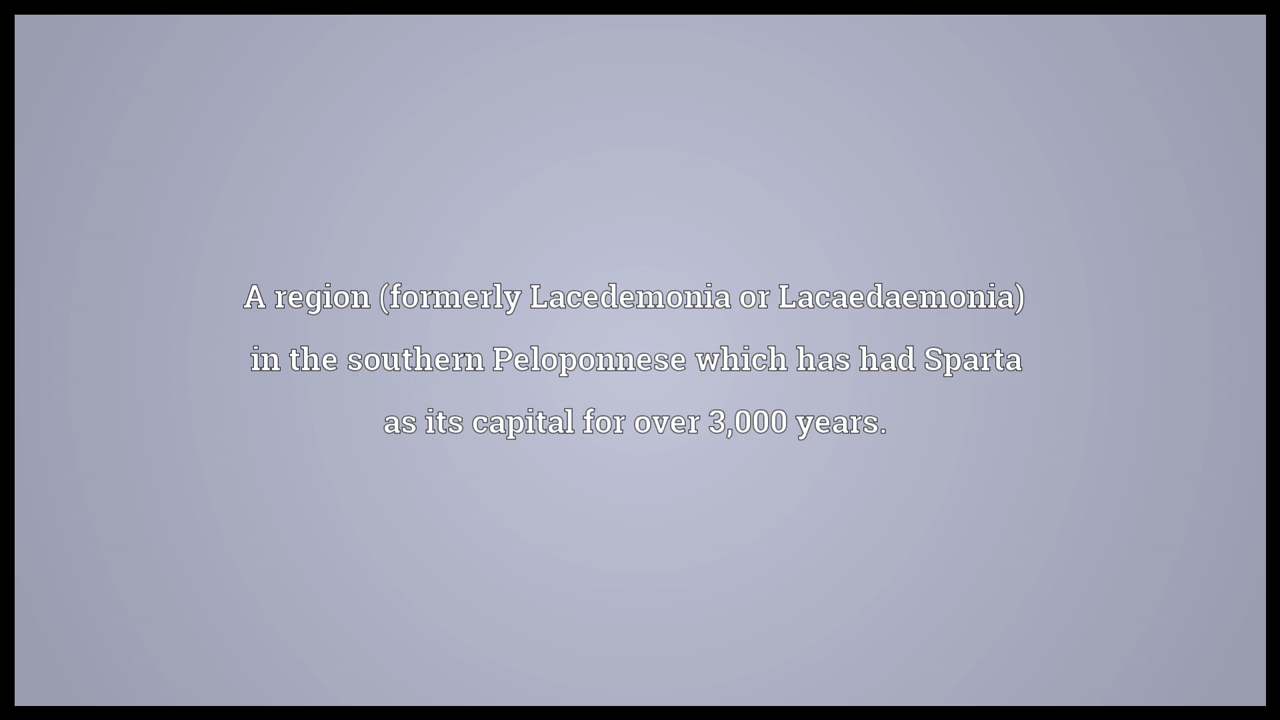 A region (formerly Lacedemonia or Lacaedaemonia)
in the southern Peloponnese which has had Sparta
as its capital for over 3,000 years.